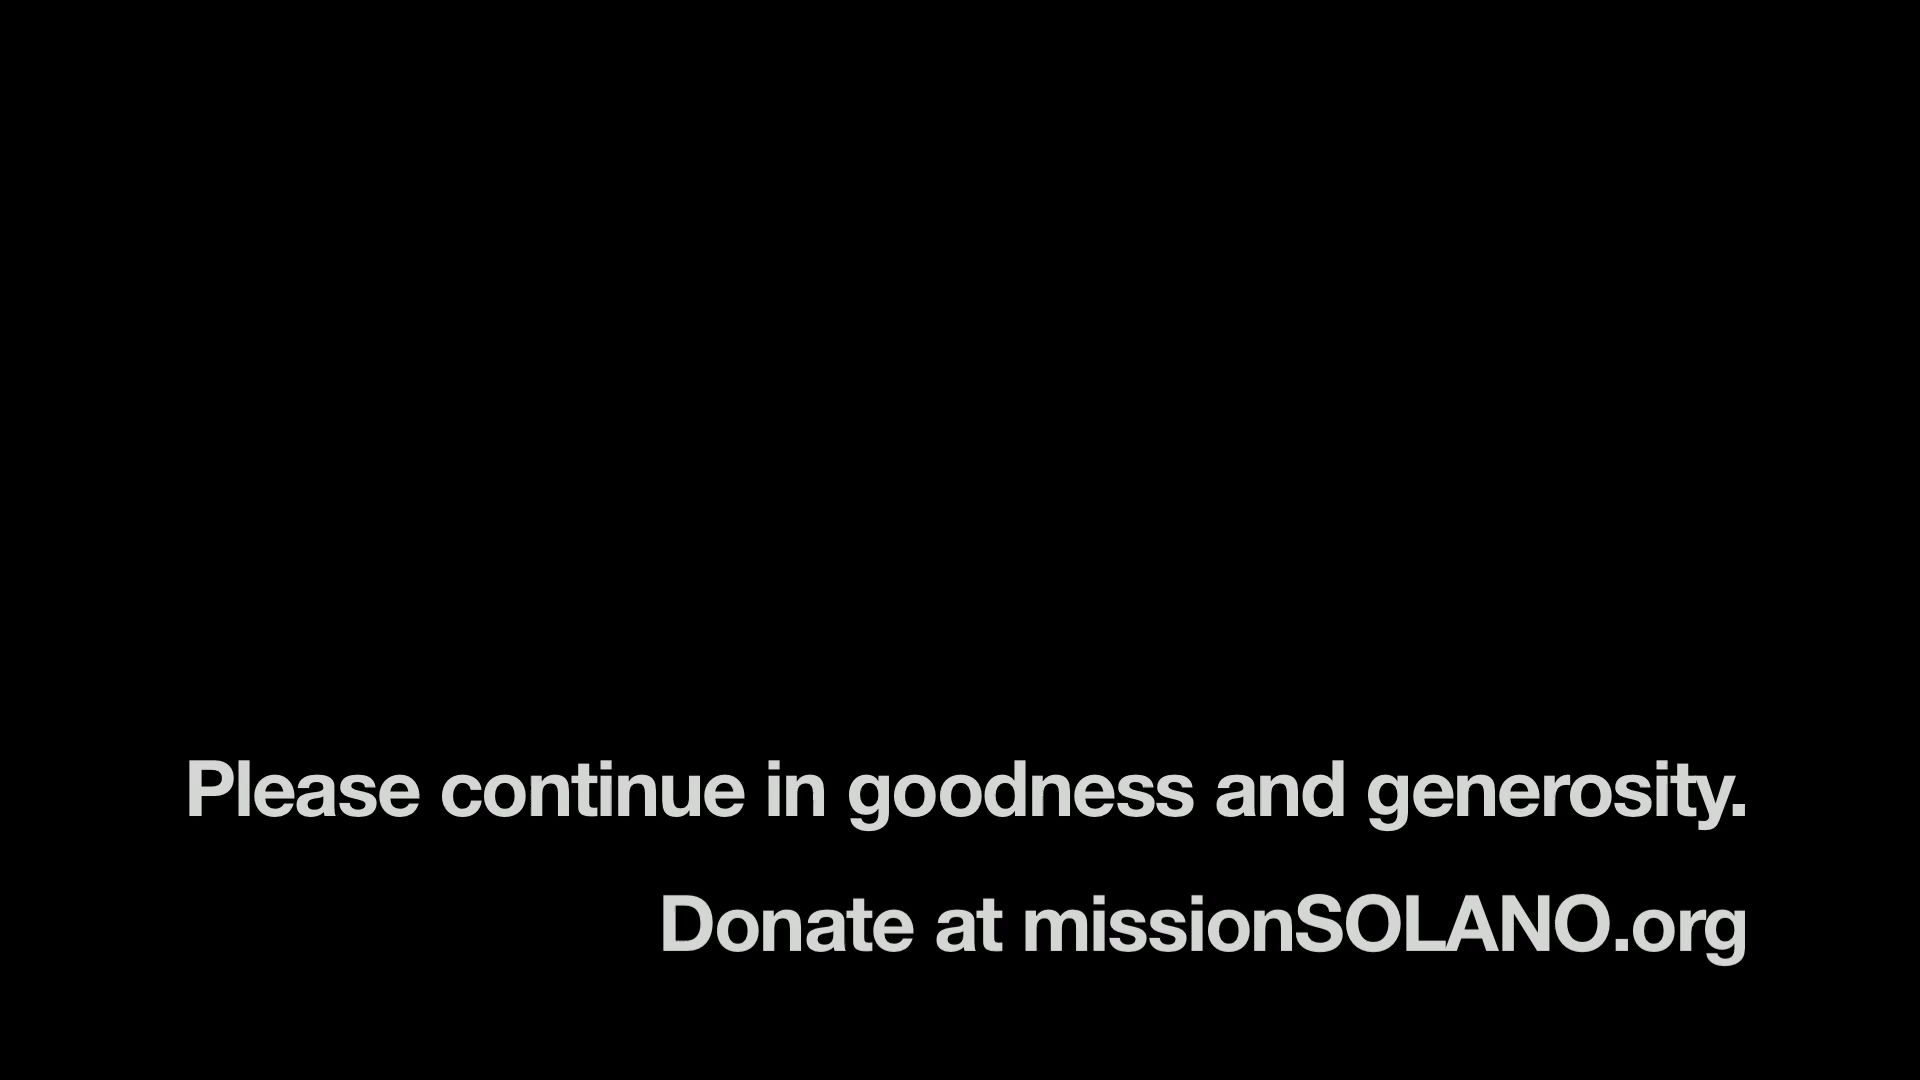 Please continue in goodness and generosity.
Donate at missionSOLANO.org